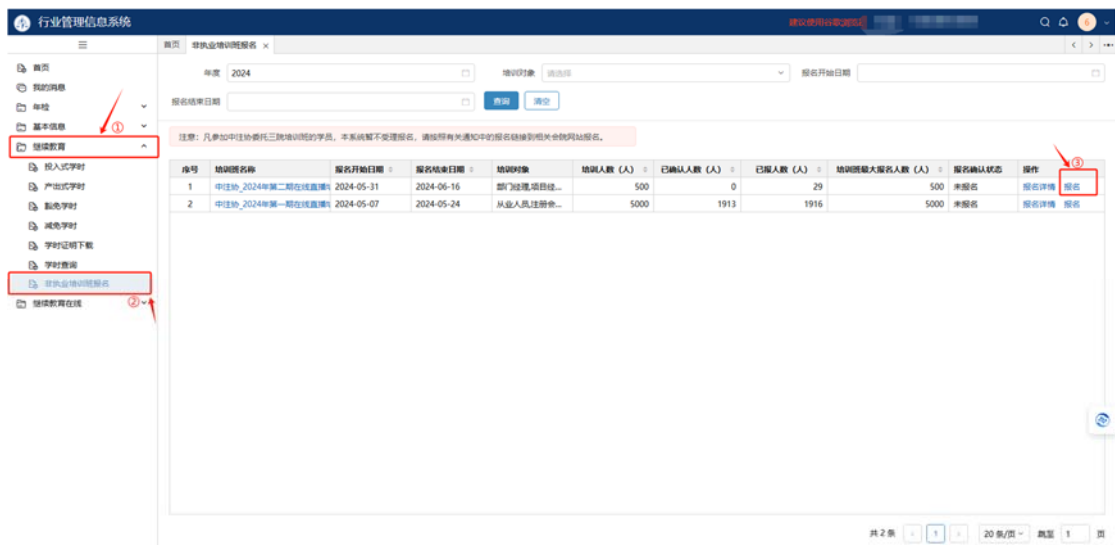 行业管理信息系统
建议使用谷歌浏览
6
首页 非执业培训班报名 ×
首页
我的消息
年检
基本信息
①
继续教育
投入式学时
产出式学时
豁免学时
减免学时
学时证明下载
学时查询
非执业培训班报名
②
继续教育在线
年度 2024 培训对象 请选择 报名开始日期
报名结束日期 查询 清空
注意：凡参加中注协委托三院培训班的学员，本系统暂不受理报名，请按照有关通知中的报名链接到相关会院网站报名。
③
序号 培训班名称 报名开始日期 报名结束日期 培训对象 培训人数（人） 已确认人数（人） 已报人数（人） 培训班最大报名人数（人） 报名确认状态 操作
1 中注协_2024年第二期在线直播培 2024-05-31 2024-06-16 部门经理,项目经... 500 0 29 500 未报名 报名详情 报名
2 中注协_2024年第一期在线直播培 2024-05-07 2024-05-24 从业人员,注册会... 5000 1913 1916 5000 未报名 报名详情 报名
共 2 条 1 20 条/页 跳至 1 页